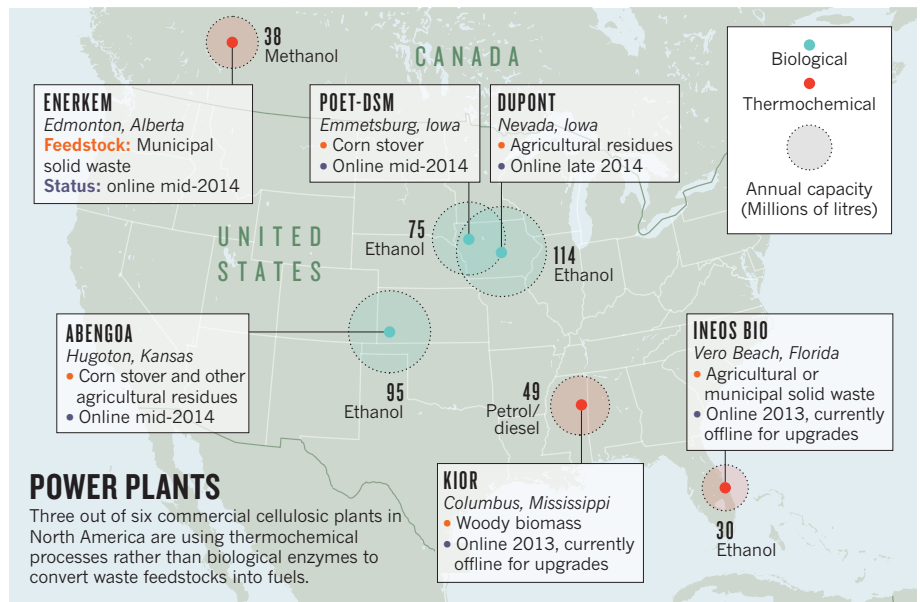 38
Methanol
CANADA
Biological
Thermochemical
Annual capacity
(Millions of litres)
ENERKEM
Edmonton, Alberta
Feedstock: Municipal
solid waste
Status: online mid-2014
POET-DSM
Emmetsburg, Iowa
• Corn stover
• Online mid-2014
DUPONT
Nevada, Iowa
• Agricultural residues
• Online late 2014
UNITED
STATES
75
Ethanol
114
Ethanol
ABENGOA
Hugoton, Kansas
• Corn stover and other
agricultural residues
• Online mid-2014
95
Ethanol
49
Petrol/
diesel
INEOS BIO
Vero Beach, Florida
• Agricultural or
municipal solid waste
• Online 2013, currently
offline for upgrades
KIOR
Columbus, Mississippi
• Woody biomass
• Online 2013, currently
offline for upgrades
30
Ethanol
POWER PLANTS
Three out of six commercial cellulosic plants in
North America are using thermochemical
processes rather than biological enzymes to
convert waste feedstocks into fuels.